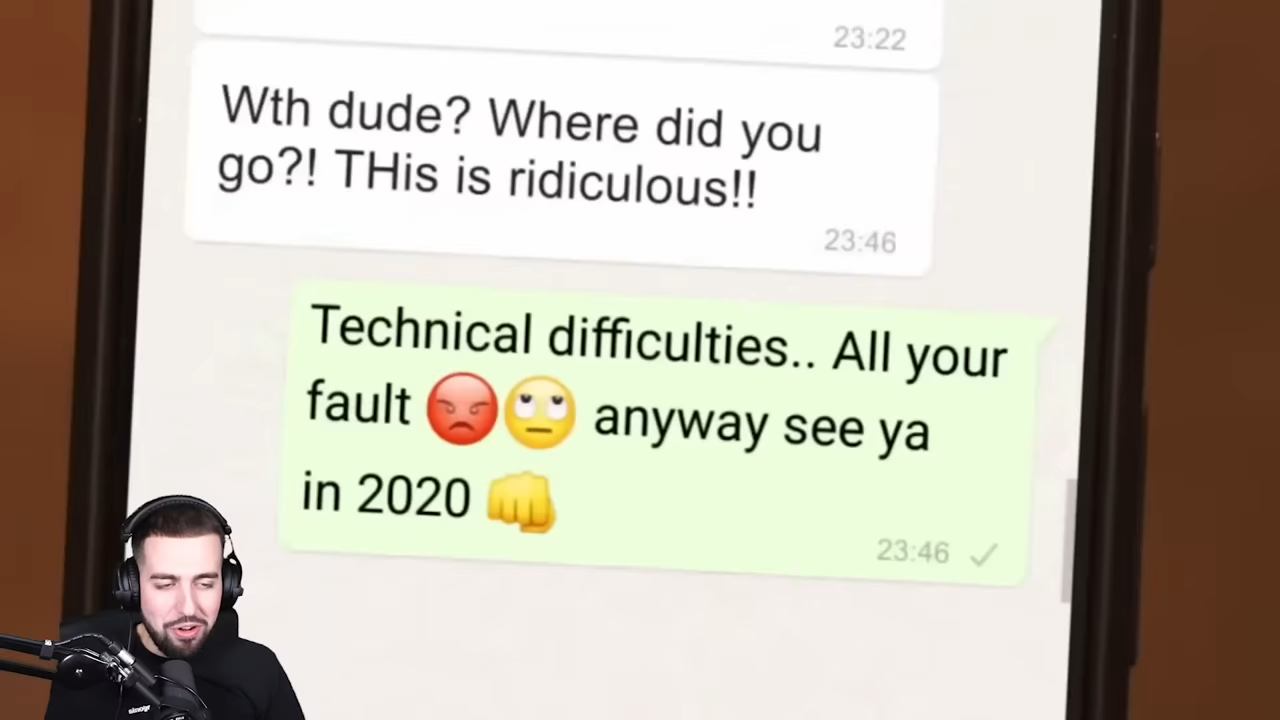 23:22
Wth dude? Where did you
go?! THis is ridiculous!!
23:46
Technical difficulties.. All your
fault 😡🙄 anyway see ya
in 2020 👊
23:46